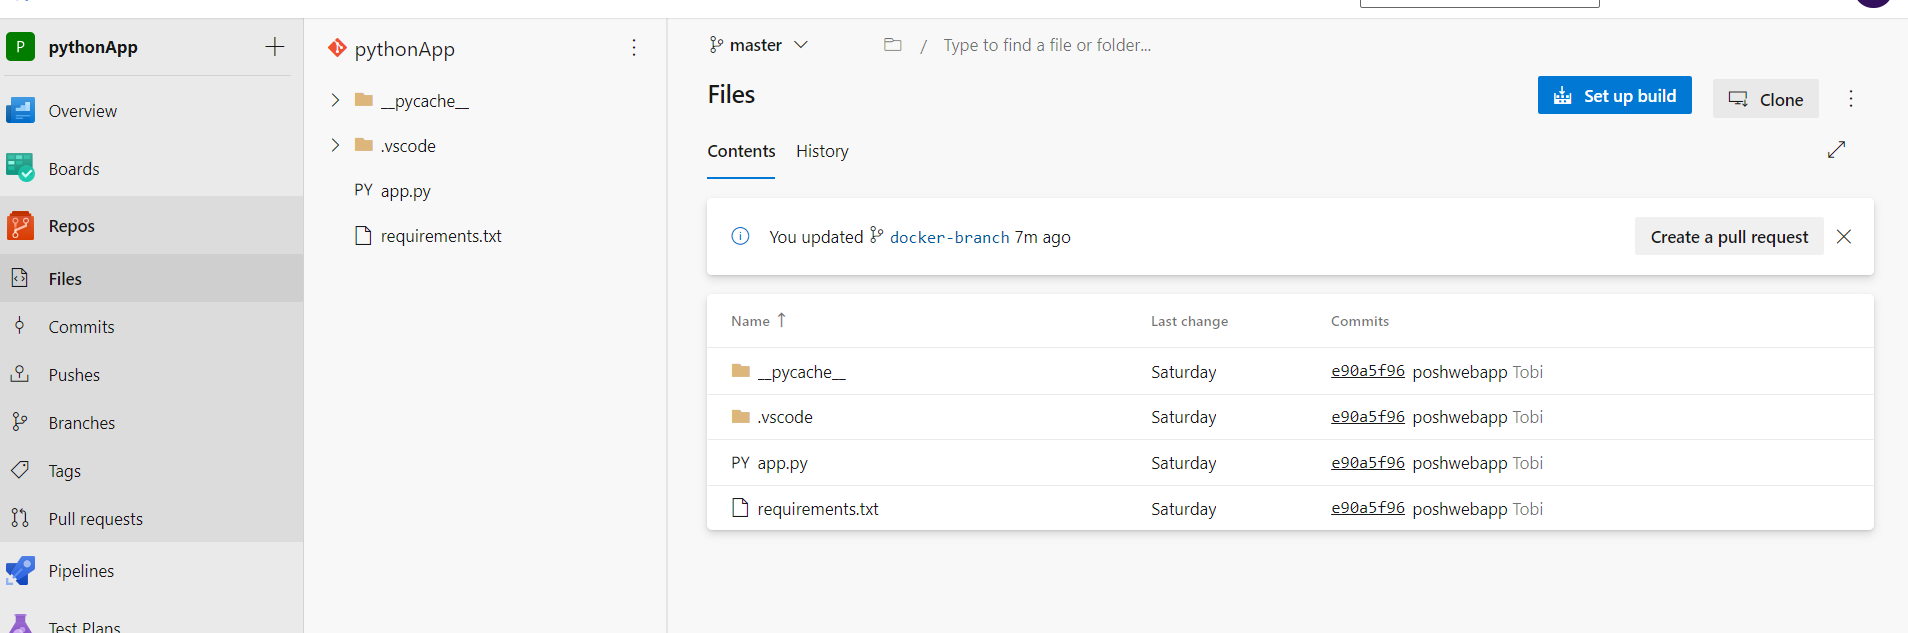 P pythonApp
Overview
Boards
Repos
Files
Commits
Pushes
Branches
Tags
Pull requests
Pipelines
Test Plans
pythonApp
__pycache__
.vscode
PY app.py
requirements.txt
master / Type to find a file or folder...
Files
Set up build Clone
Contents History
You updated docker-branch 7m ago Create a pull request
Name ↑ Last change Commits
__pycache__ Saturday e90a5f96 poshwebapp Tobi
.vscode Saturday e90a5f96 poshwebapp Tobi
PY app.py Saturday e90a5f96 poshwebapp Tobi
requirements.txt Saturday e90a5f96 poshwebapp Tobi